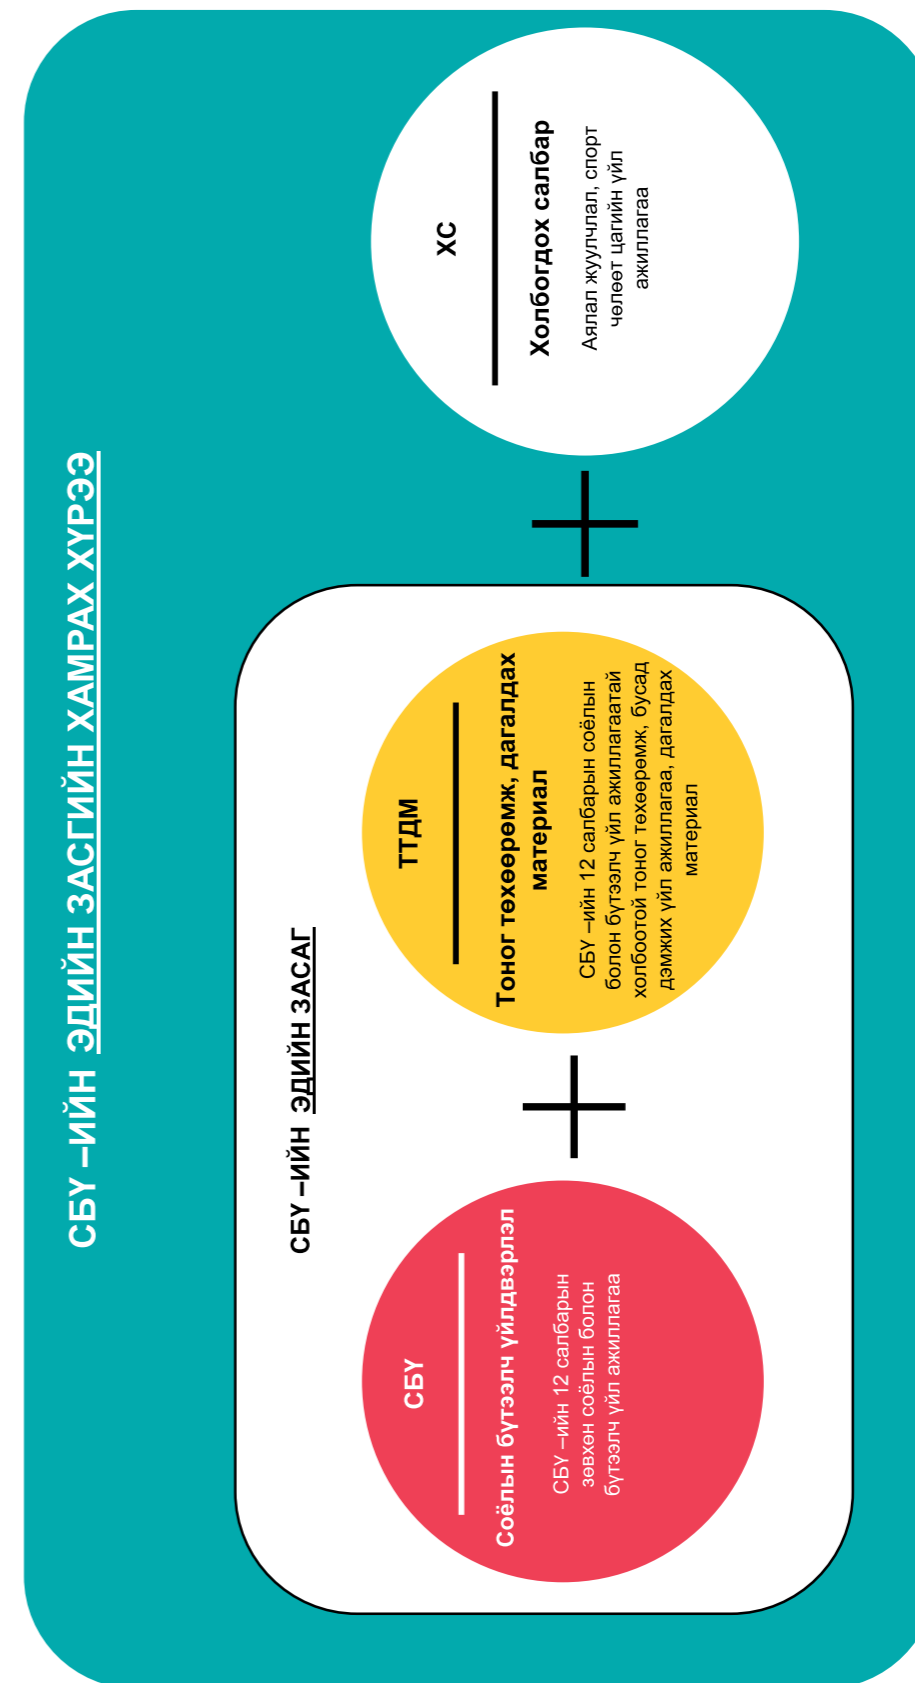 СБҮ –ИЙН ЭДИЙН ЗАСГИЙН ХАМРАХ ХҮРЭЭ
СБҮ –ИЙН ЭДИЙН ЗАСАГ
СБҮ
Соёлын бүтээлч үйлдвэрлэл
СБҮ –ийн 12 салбарын
зөвхөн соёлын болон
бүтээлч үйл ажиллагаа
ТТДМ
Тоног төхөөрөмж, дагалдах
материал
СБҮ –ийн 12 салбарын соёлын
болон бүтээлч үйл ажиллагаатай
холбоотой тоног төхөөрөмж, бусад
дэмжих үйл ажиллагаа, дагалдах
материал
ХС
Холбогдох салбар
Аялал жуулчлал, спорт
чөлөөт цагийн үйл
ажиллагаа